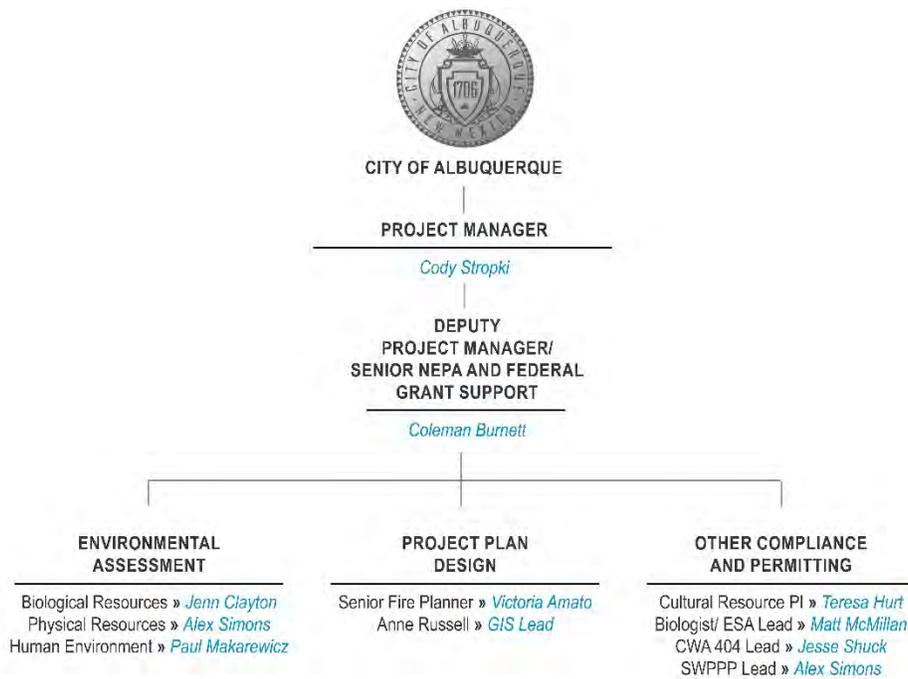 CITY OF ALBUQUERQUE
1706
NEW MEXICO
CITY OF ALBUQUERQUE
PROJECT MANAGER
Cody Stropki
DEPUTY
PROJECT MANAGER/
SENIOR NEPA AND FEDERAL
GRANT SUPPORT
Coleman Burnett
ENVIRONMENTAL
ASSESSMENT
Biological Resources » Jenn Clayton
Physical Resources » Alex Simons
Human Environment » Paul Makarewicz
PROJECT PLAN
DESIGN
Senior Fire Planner » Victoria Amato
Anne Russell » GIS Lead
OTHER COMPLIANCE
AND PERMITTING
Cultural Resource PI » Teresa Hurt
Biologist/ ESA Lead » Matt McMillan
CWA 404 Lead » Jesse Shuck
SWPPP Lead » Alex Simons